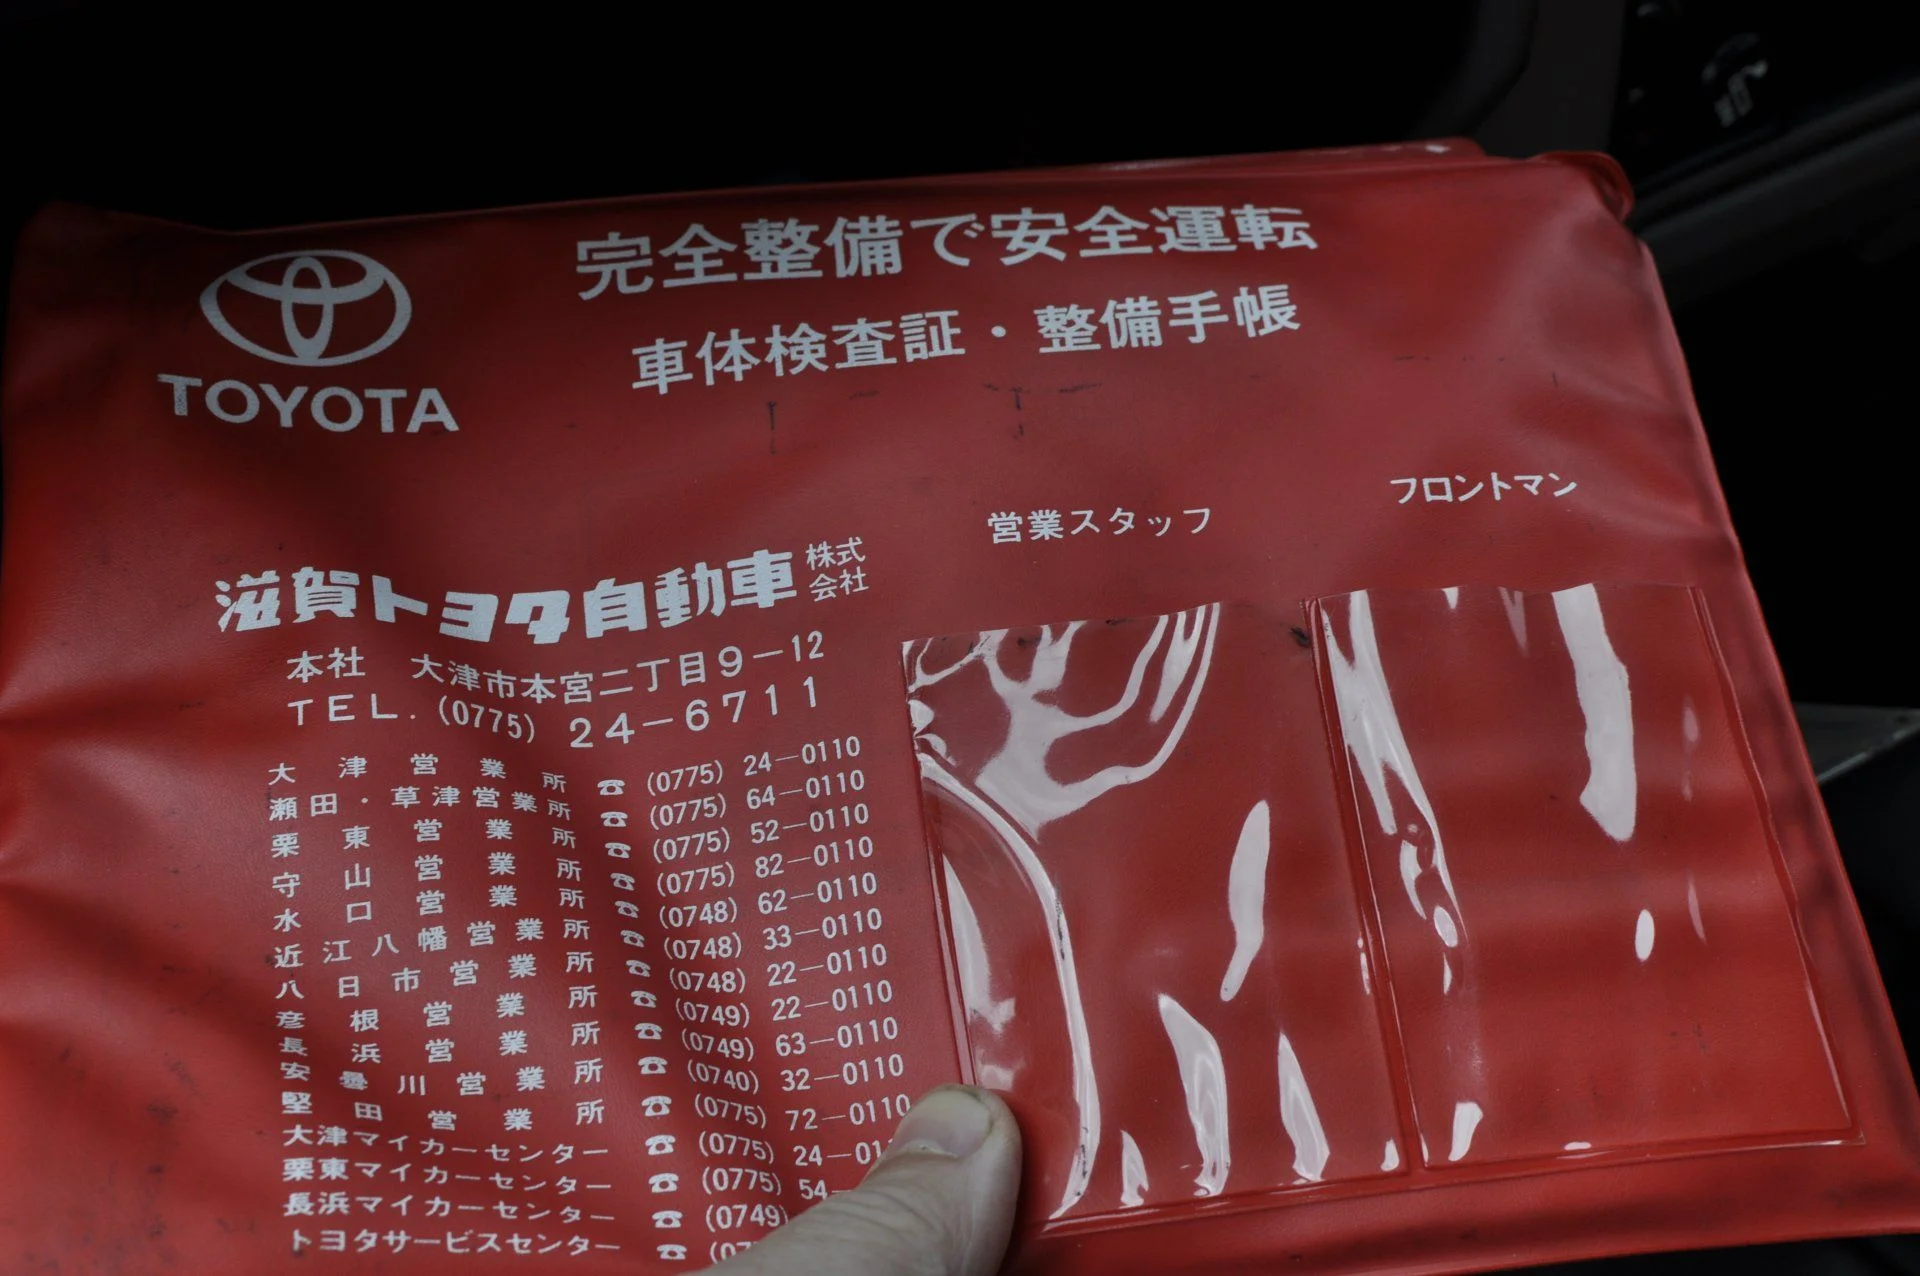 完全整備で安全運転
車体検査証・整備手帳
TOYOTA
営業スタッフ
フロントマン
滋賀トヨタ自動車 株式会社
本社 大津市本宮二丁目9-12
TEL. (0775) 24-6711
大津営業所 ☎ (0775) 24-0110
瀬田・草津営業所 ☎ (0775) 64-0110
栗東営業所 ☎ (0775) 52-0110
守山営業所 ☎ (0775) 82-0110
水口営業所 ☎ (0748) 62-0110
近江八幡営業所 ☎ (0748) 33-0110
八日市営業所 ☎ (0748) 22-0110
彦根営業所 ☎ (0749) 22-0110
長浜営業所 ☎ (0749) 63-0110
安曇川営業所 ☎ (0740) 32-0110
堅田営業所 ☎ (0775) 72-0110
大津マイカーセンター ☎ (0775) 24-01
栗東マイカーセンター ☎ (0775) 54-
長浜マイカーセンター ☎ (0749)
トヨタサービスセンター ☎ (07